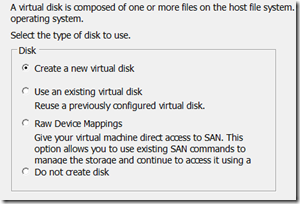 A virtual disk is composed of one or more files on the host file system.
operating system.
Select the type of disk to use.
Disk
Create a new virtual disk
Use an existing virtual disk
Reuse a previously configured virtual disk.
Raw Device Mappings
Give your virtual machine direct access to SAN. This
option allows you to use existing SAN commands to
manage the storage and continue to access it using a
Do not create disk